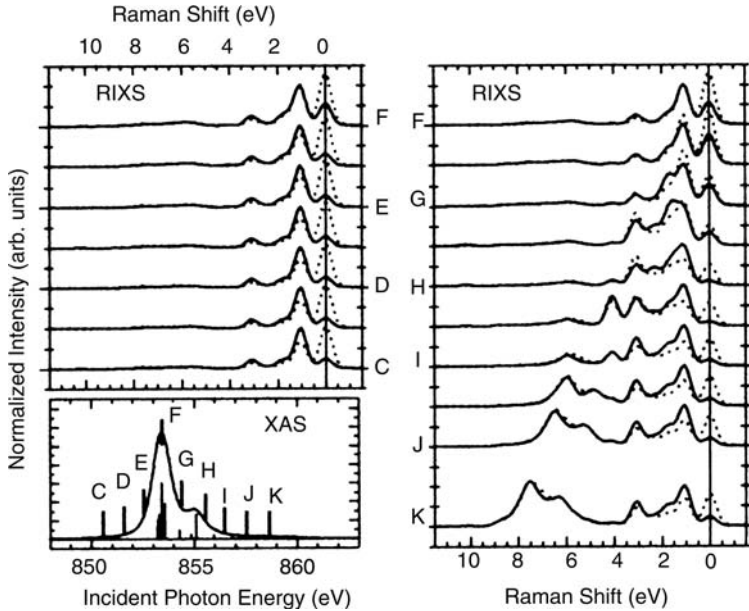 Raman Shift (eV)
10 8 6 4 2 0
RIXS
F
E
D
C
Normalized Intensity (arb. units)
XAS
F
E
G
D
H
C
I
J
K
850 855 860
Incident Photon Energy (eV)
RIXS
F
G
H
I
J
K
10 8 6 4 2 0
Raman Shift (eV)